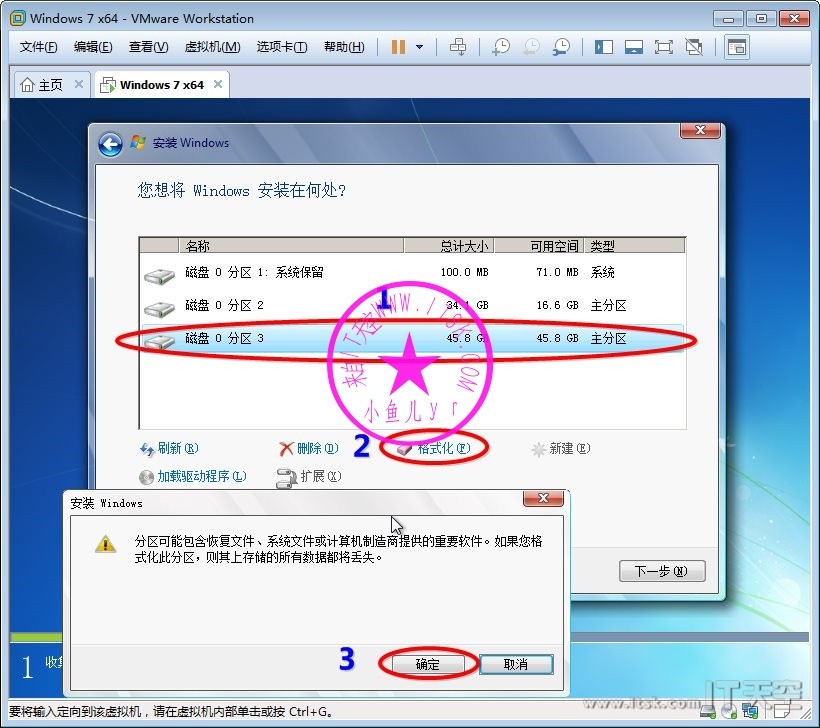 Windows 7 x64 - VMware Workstation
文件(F) 编辑(E) 查看(V) 虚拟机(M) 选项卡(T) 帮助(H)
主页 Windows 7 x64
安装 Windows
您想将 Windows 安装在何处?
名称 总计大小 可用空间 类型
磁盘 0 分区 1: 系统保留 100.0 MB 71.0 MB 系统
磁盘 0 分区 2 34.1 GB 16.6 GB 主分区
磁盘 0 分区 3 45.8 GB 45.8 GB 主分区
1
来自IT天空WWW.itsk.COM
小鱼儿yr
刷新(R) 删除(D) 2 格式化(F) 新建(E)
加载驱动程序(L) 扩展(X)
安装 Windows
分区可能包含恢复文件、系统文件或计算机制造商提供的重要软件。如果您格
式化此分区，则其上存储的所有数据都将丢失。
下一步(N)
3 确定 取消
1 收集
www.itsk.com IT天空
要将输入定向到该虚拟机，请在虚拟机内部单击或按 Ctrl+G。